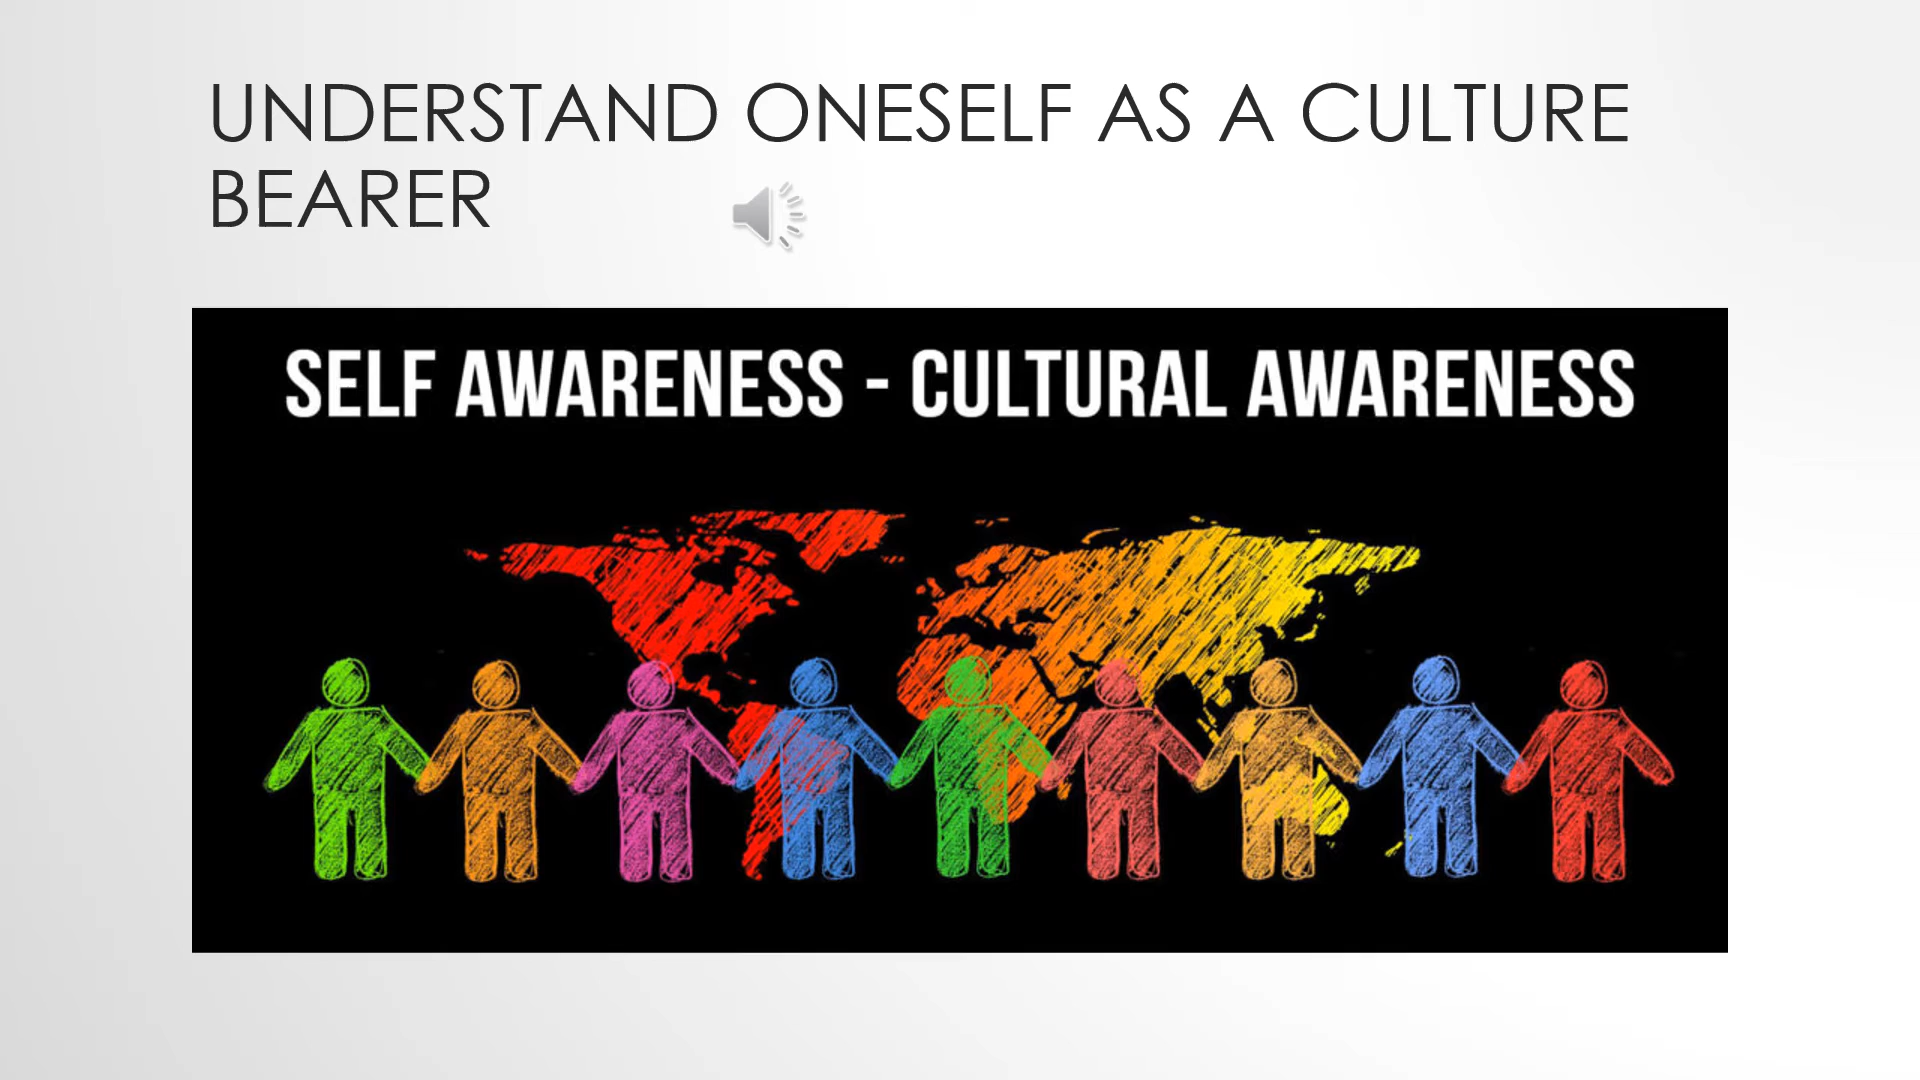 UNDERSTAND ONESELF AS A CULTURE
BEARER
SELF AWARENESS - CULTURAL AWARENESS